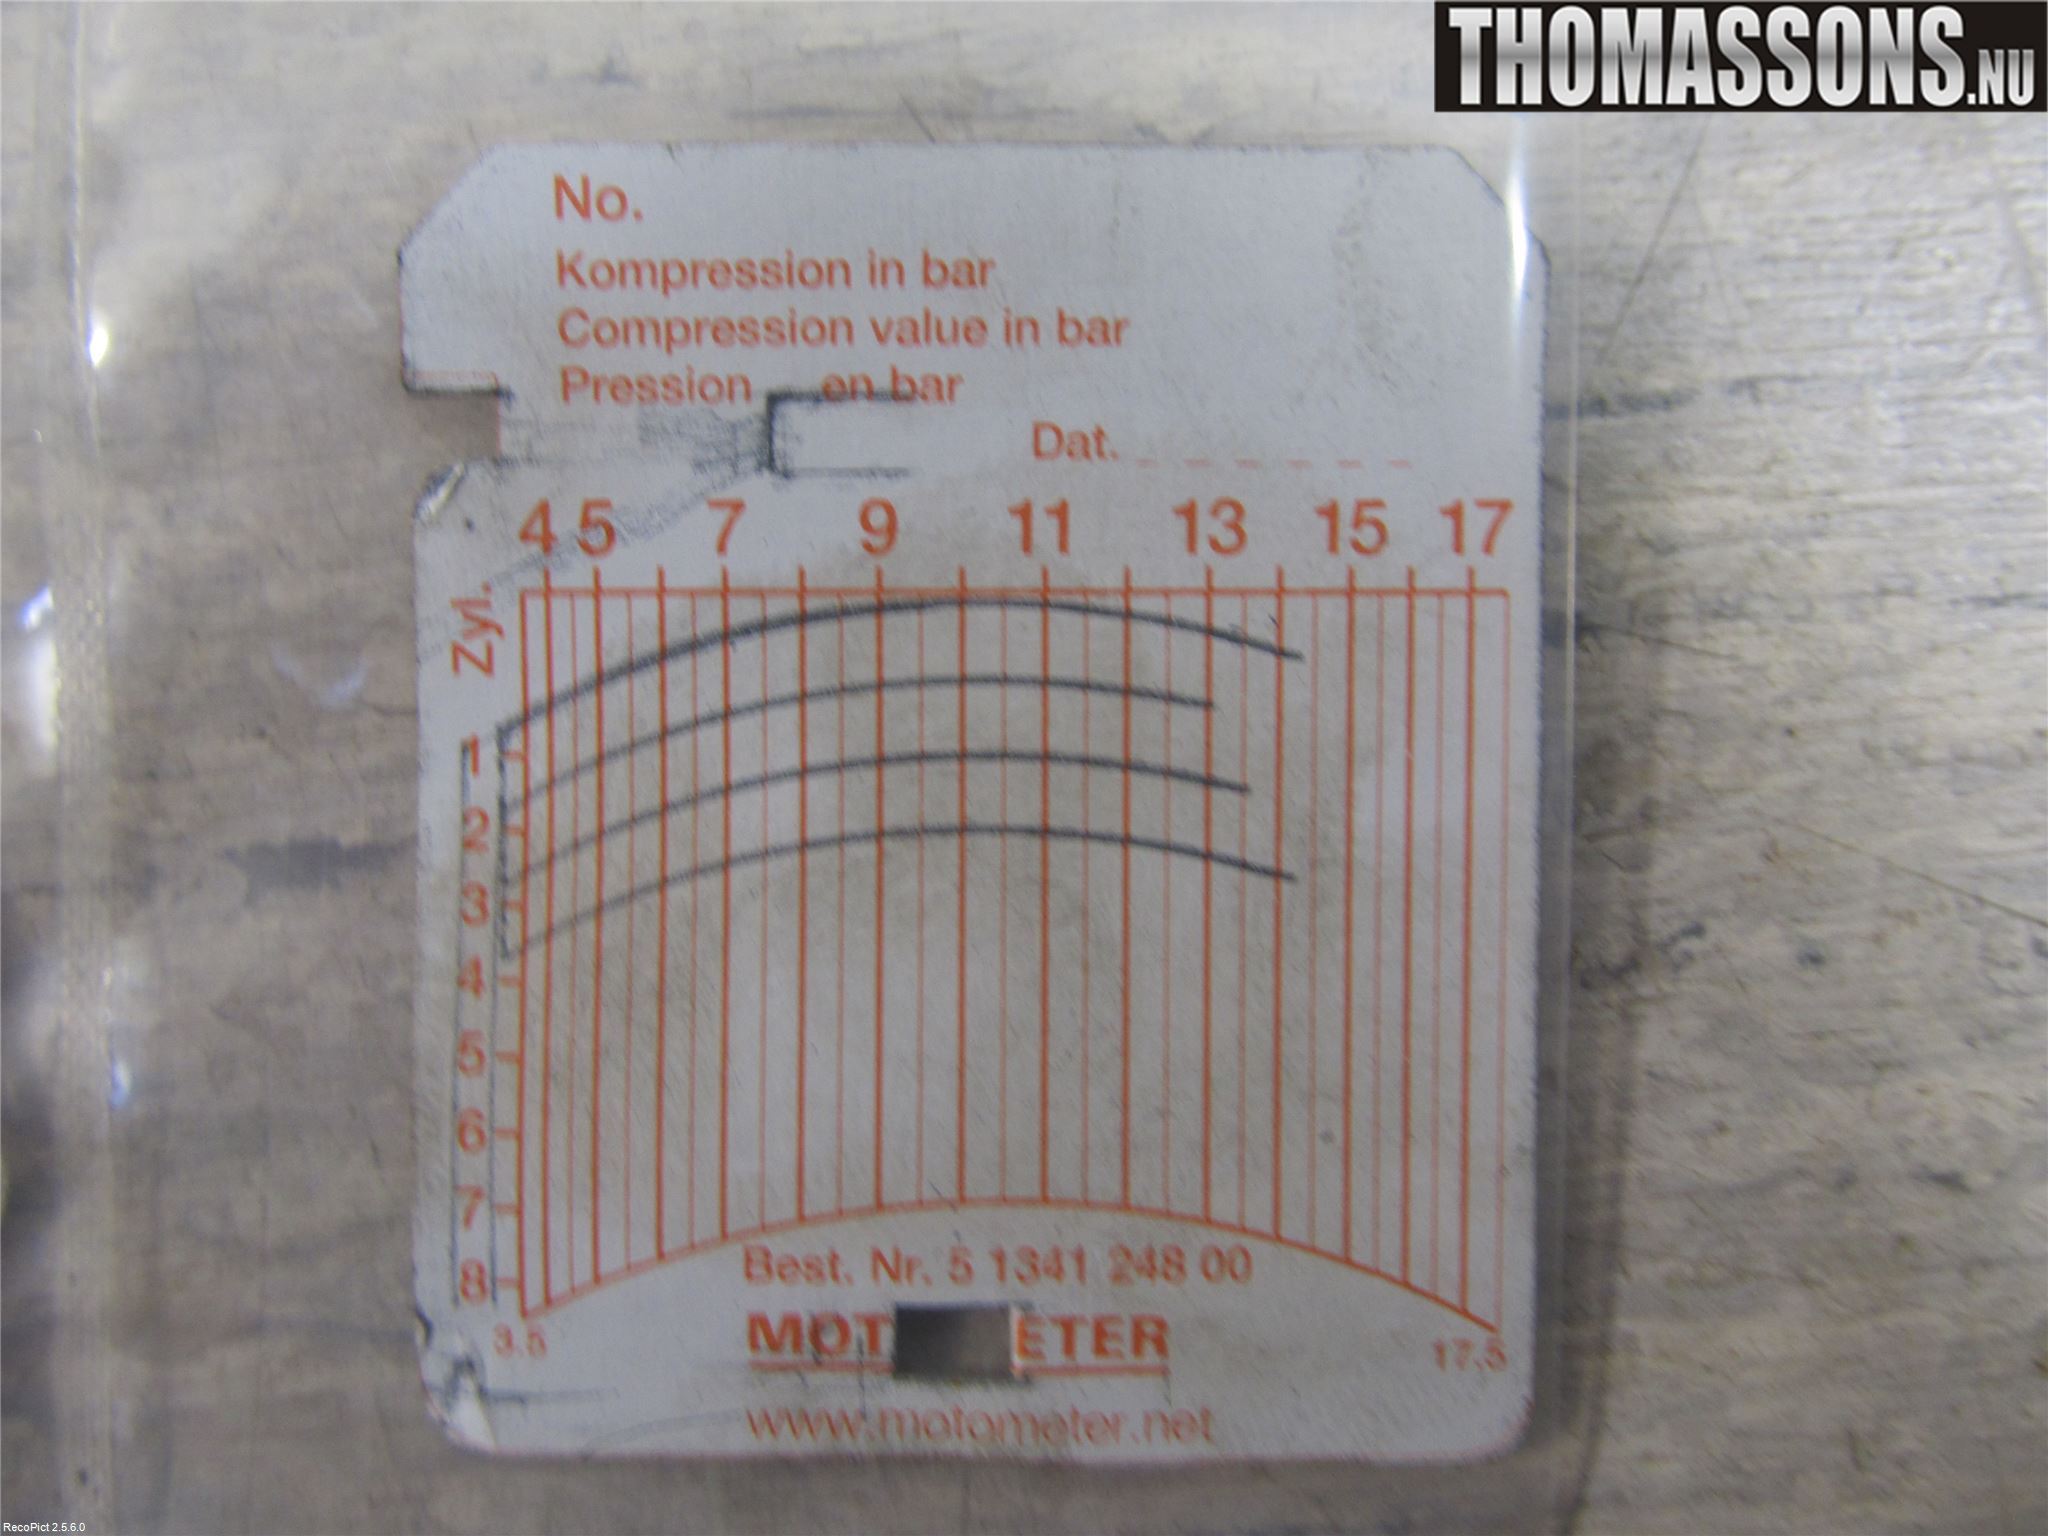 THOMASSONS.NU
No.
Kompression in bar
Compression value in bar
Pression en bar
Dat. _ _ _ _ _ _
4 5 7 9 11 13 15 17
Zyl.
1
2
3
4
5
6
7
8
3.5
17.5
Best. Nr. 5 1341 248 00
MOT ETER
www.motometer.net
RecoPict 2.5.6.0